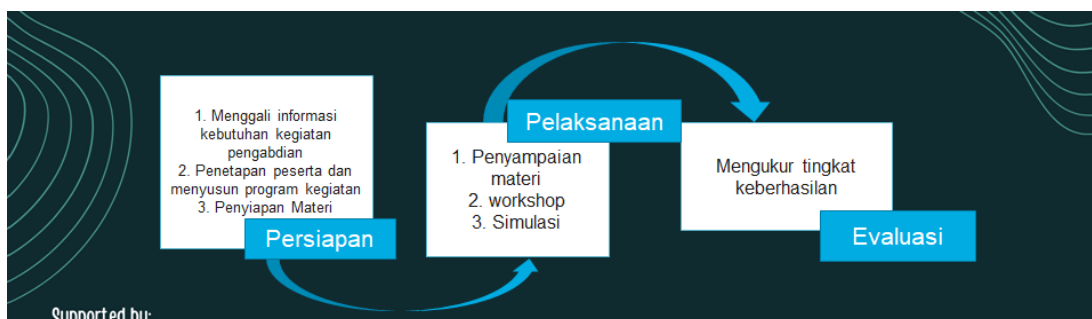 1. Menggali informasi
kebutuhan kegiatan
pengabdian
2. Penetapan peserta dan
menyusun program kegiatan
3. Penyiapan Materi
Persiapan
Pelaksanaan
1. Penyampaian
materi
2. workshop
3. Simulasi
Mengukur tingkat
keberhasilan
Evaluasi
Supported by: